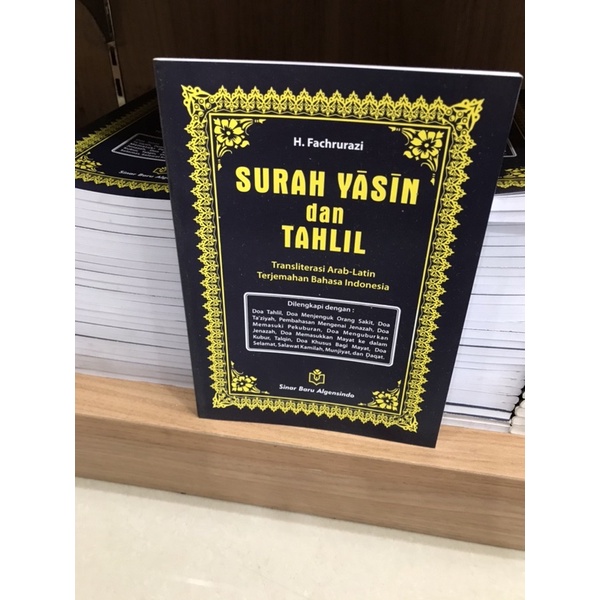 H. Fachrurazi
SURAH YĀSĪN
dan
TAHLIL
Transliterasi Arab-Latin
Terjemahan Bahasa Indonesia
Dilengkapi dengan :
Doa Tahlil, Doa Menjenguk Orang Sakit, Doa
Ta'ziyah, Pembahasan Mengenai Jenazah, Doa
Memasuki Pekuburan, Doa Menguburkan
Jenazah, Doa Memasukkan Mayat ke dalam
Kubur, Talqin, Doa Khusus Bagi Mayat, Doa
Selamat, Salawat Kamilah, Munjiyat, dan Daqat.
Sinar Baru Algensindo